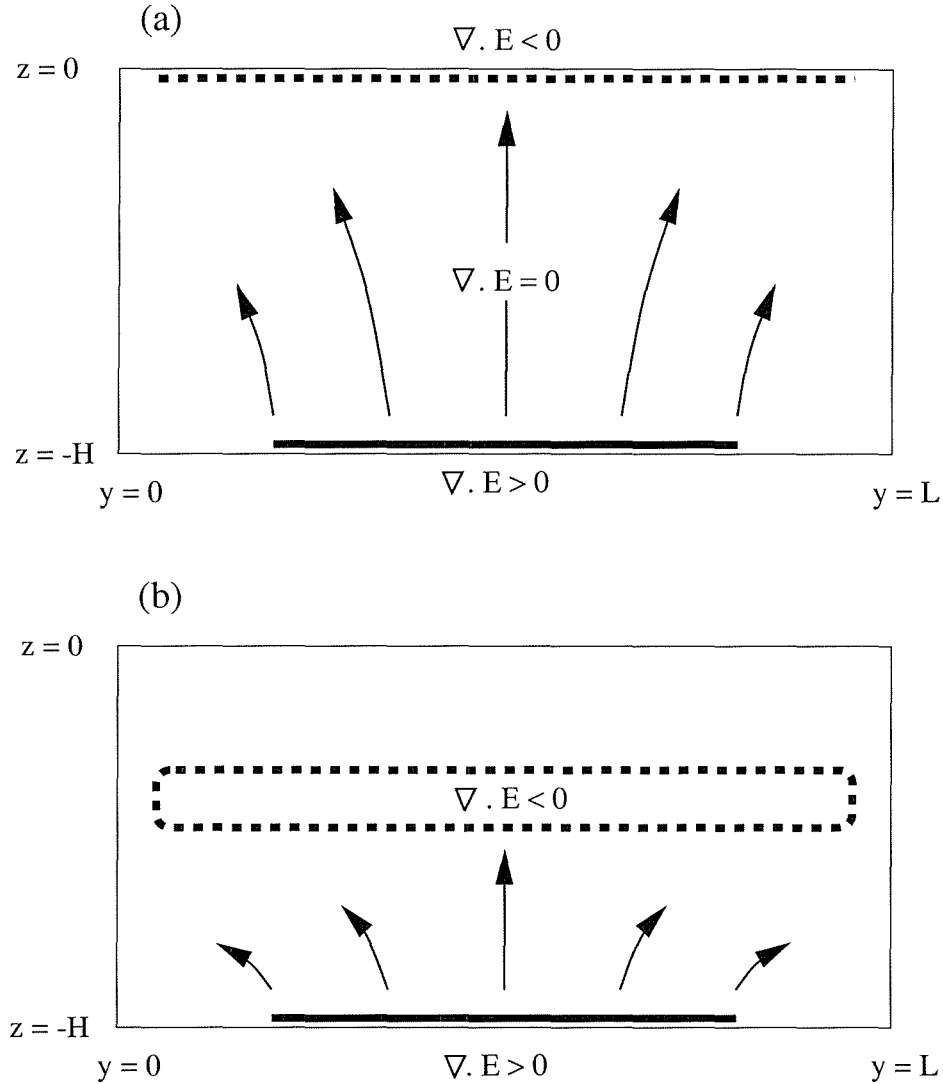 (a)
∇. E < 0
z = 0
∇. E = 0
z = -H
∇. E > 0
y = 0
y = L
(b)
z = 0
∇. E < 0
z = -H
y = 0
∇. E > 0
y = L